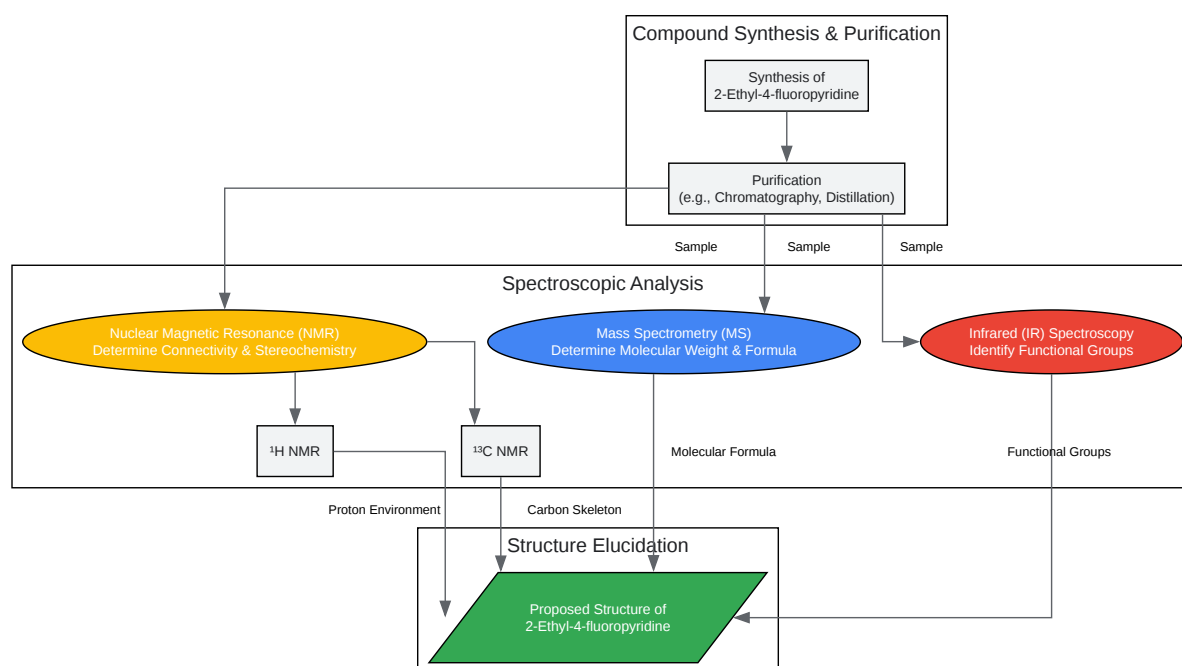 Compound Synthesis & Purification
Synthesis of
2-Ethyl-4-fluoropyridine
Purification
(e.g., Chromatography, Distillation)
Sample
Sample
Sample
Spectroscopic Analysis
Nuclear Magnetic Resonance (NMR)
Determine Connectivity & Stereochemistry
Mass Spectrometry (MS)
Determine Molecular Weight & Formula
Infrared (IR) Spectroscopy
Identify Functional Groups
¹H NMR
¹³C NMR
Molecular Formula
Functional Groups
Proton Environment
Carbon Skeleton
Structure Elucidation
Proposed Structure of
2-Ethyl-4-fluoropyridine